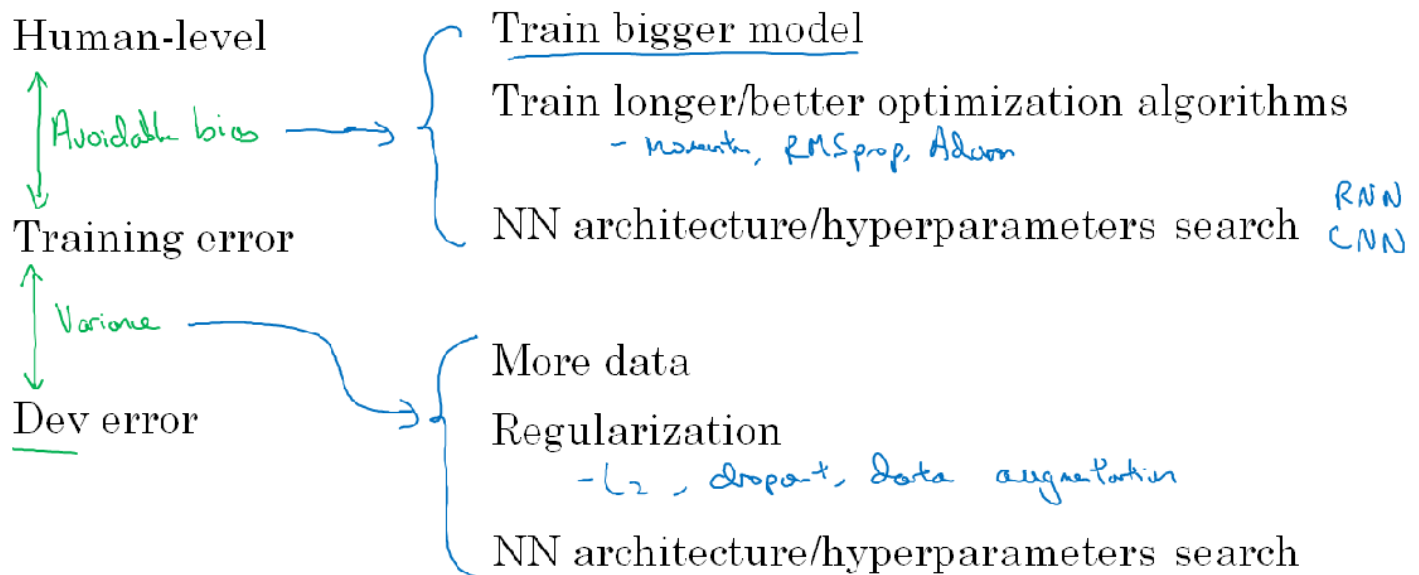 Human-level
Avoidable bias
Training error
Variance
Dev error
Train bigger model
Train longer/better optimization algorithms
- momentum, RMSprop, Adam
NN architecture/hyperparameters search
RNN
CNN
More data
Regularization
- L2, dropout, data augmentation
NN architecture/hyperparameters search